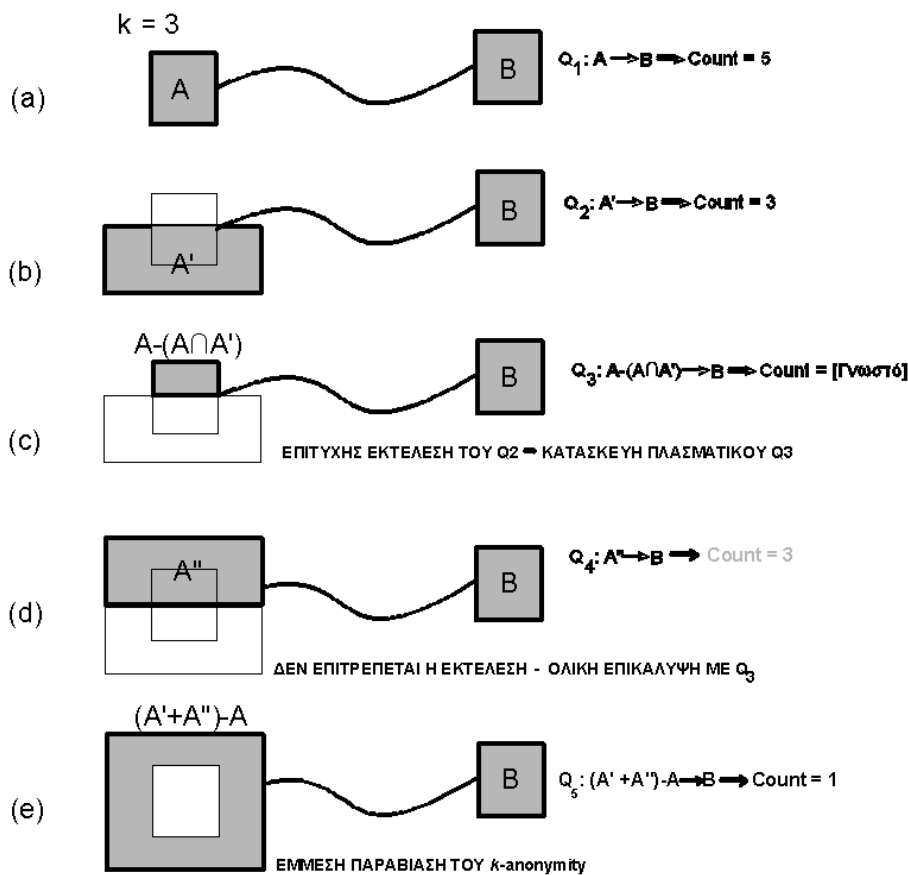 k = 3
(a)
A
B
Q1: A→B⇒Count = 5
(b)
A'
B
Q2: A'→B⇒Count = 3
A-(A∩A')
(c)
B
Q3: A-(A∩A')→B⇒Count = [Γνωστό]
ΕΠΙΤΥΧΗΣ ΕΚΤΕΛΕΣΗ ΤΟΥ Q2 ⇒ ΚΑΤΑΣΚΕΥΗ ΠΛΑΣΜΑΤΙΚΟΥ Q3
(d)
A''
B
Q4: A''→B→Count = 3
ΔΕΝ ΕΠΙΤΡΕΠΕΤΑΙ Η ΕΚΤΕΛΕΣΗ - ΟΛΙΚΗ ΕΠΙΚΑΛΥΨΗ ΜΕ Q3
(A'+A'')-A
(e)
B
Q5: (A' +A'')-A→B→Count = 1
ΕΜΜΕΣΗ ΠΑΡΑΒΙΑΣΗ ΤΟΥ k-anonymity